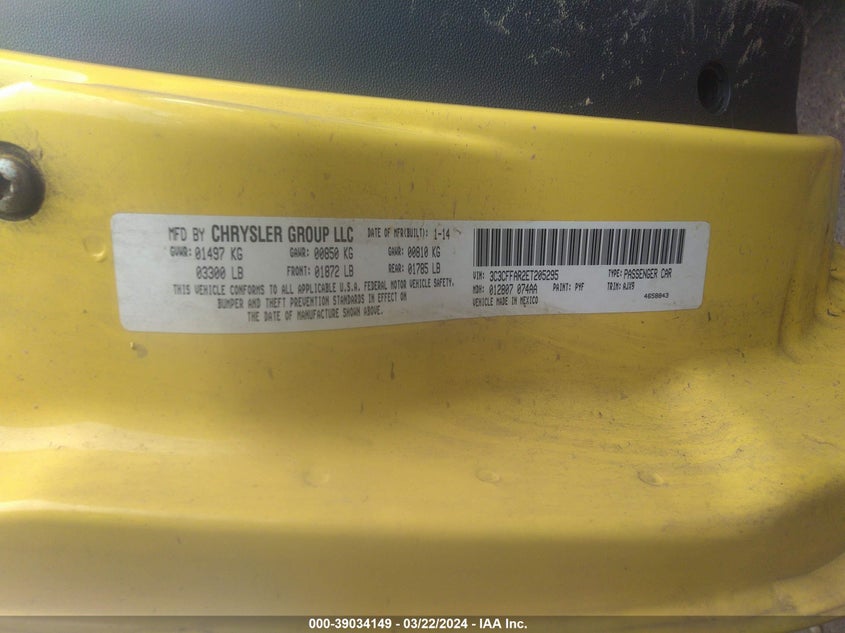 MFD BY CHRYSLER GROUP LLC DATE OF MFR(BUILT): 1-14
GVWR: 01497 KG GAWR: 00850 KG GAWR: 00810 KG
03300 LB FRONT: 01872 LB REAR: 01785 LB
THIS VEHICLE CONFORMS TO ALL APPLICABLE U.S.A. FEDERAL MOTOR VEHICLE SAFETY,
BUMPER AND THEFT PREVENTION STANDARDS IN EFFECT ON
THE DATE OF MANUFACTURE SHOWN ABOVE.
VIN: 3C3CFFAR2ET205295 TYPE: PASSENGER CAR
MDH: 012807 074AA PAINT: PYF TRIM: AJX9
VEHICLE MADE IN MEXICO 4658043
000-39034149 - 03/22/2024 - IAA Inc.